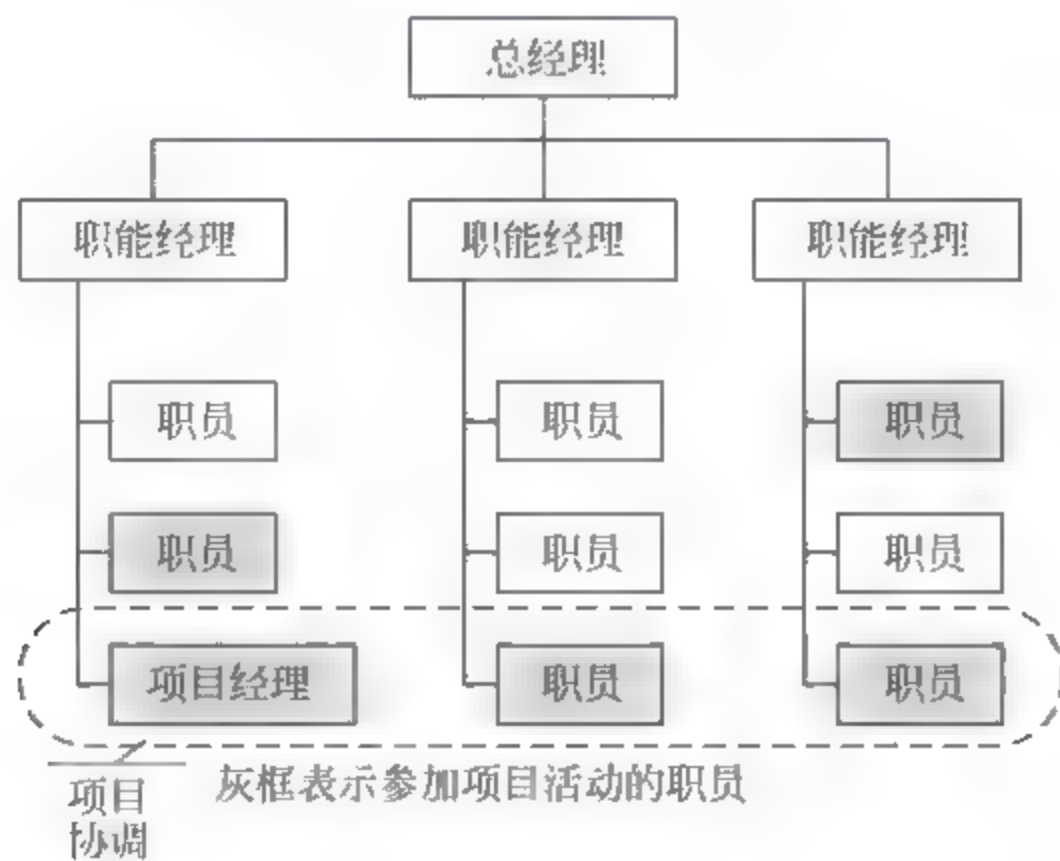 总经理
职能经理 职能经理 职能经理
职员 职员 职员
职员 职员 职员
项目经理 职员 职员
灰框表示参加项目活动的职员
项目
协调